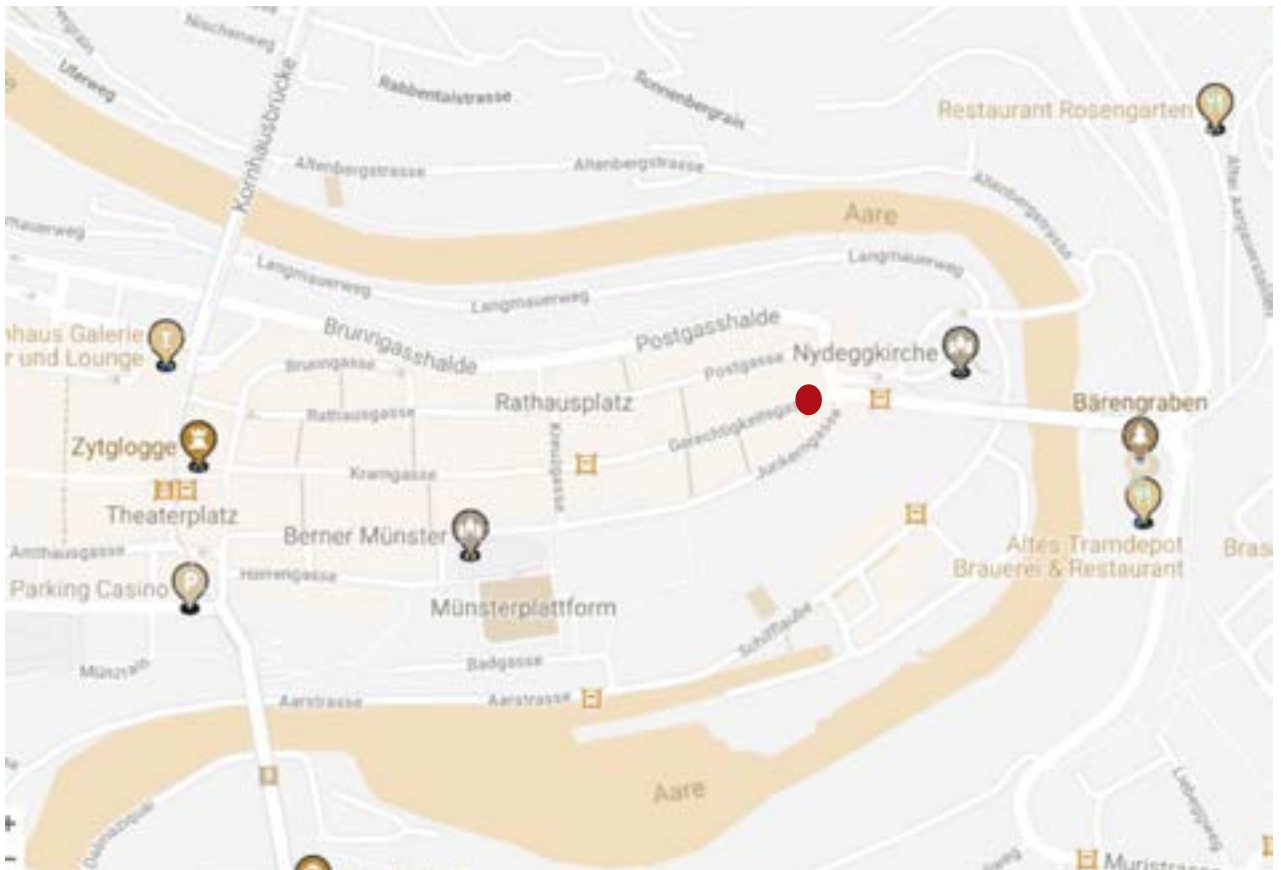 Nischenweg
Uferweg
Kornhausbrücke
Rabbentalstrasse
Sonnenbergrain
Restaurant Rosengarten
Altenbergstrasse
Altenbergstrasse
Altenbergstrasse
Aare
Langmauerweg
Langmauerweg
Langmauerweg
Brunngasshalde
Postgasshalde
Brunngasse
Postgasse
Nydeggkirche
Rathausgasse
Rathausplatz
Bärengraben
Zytglogge
Kramgasse
Kreuzgasse
Junkerngasse
Theaterplatz
Berner Münster
Amthausgasse
Altes Tramdepot
Brauerei & Restaurant
Parking Casino
Herrengasse
Münsterplattform
Schifflaube
Münzrain
Badgasse
Aarstrasse
Aarstrasse
Aare
Dalmaziquai
Liebeggweg